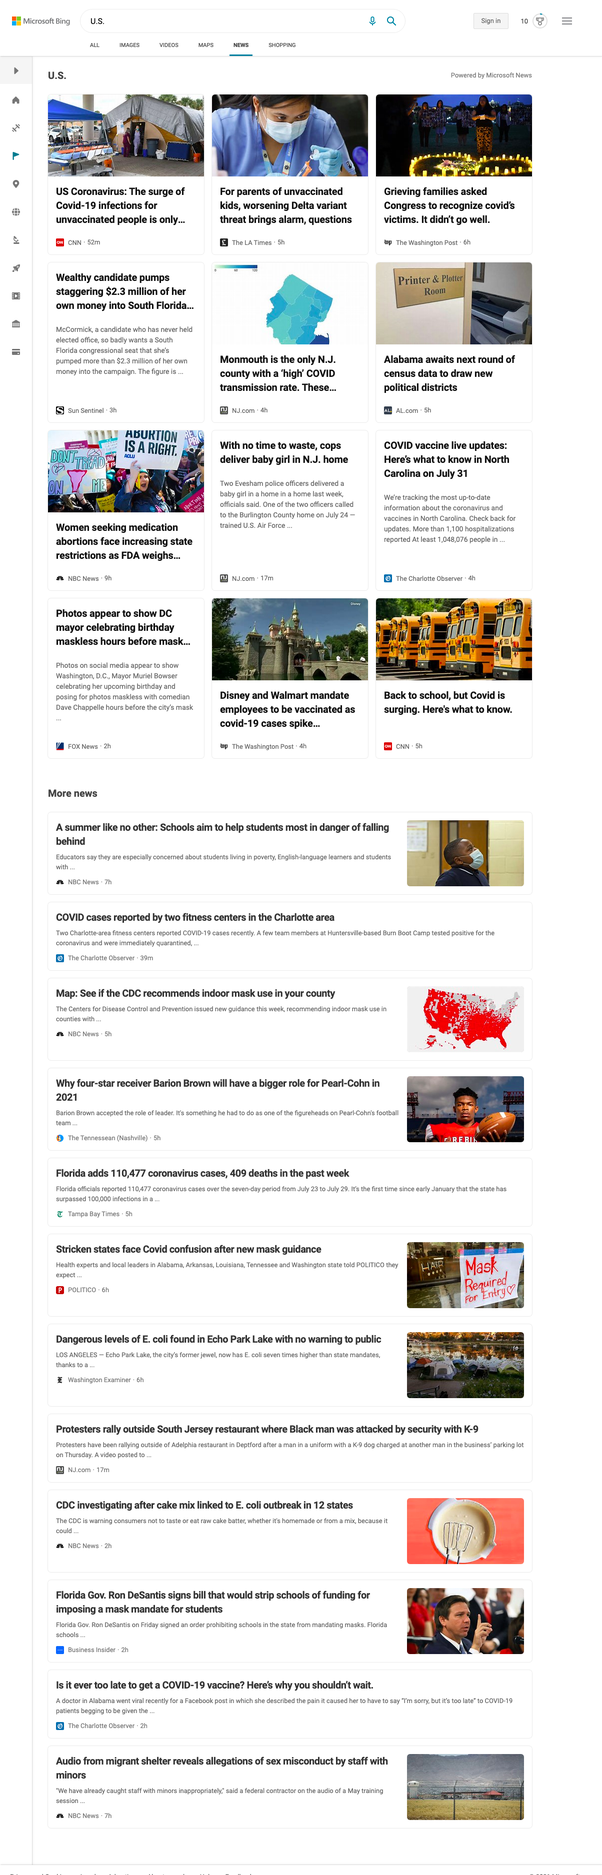 Microsoft Bing
U.S.
Sign in
10
ALL
IMAGES
VIDEOS
MAPS
NEWS
SHOPPING
U.S.
Powered by Microsoft News
US Coronavirus: The surge of
Covid-19 infections for
unvaccinated people is only...
CNN · 52m
For parents of unvaccinated
kids, worsening Delta variant
threat brings alarm, questions
The LA Times · 5h
Grieving families asked
Congress to recognize covid's
victims. It didn't go well.
The Washington Post · 6h
Wealthy candidate pumps
staggering $2.3 million of her
own money into South Florida...
McCormick, a candidate who has never held
elected office, so badly wants a South
Florida congressional seat that she's
pumped more than $2.3 million of her own
money into the campaign. The figure is ...
Sun Sentinel · 3h
Monmouth is the only N.J.
county with a 'high' COVID
transmission rate. These...
NJ.com · 4h
Printer & Plotter
Room
Alabama awaits next round of
census data to draw new
political districts
AL.com · 5h
ABORTION
IS A RIGHT.
DON'T TREAD
ON ME
Women seeking medication
abortions face increasing state
restrictions as FDA weighs...
NBC News · 9h
With no time to waste, cops
deliver baby girl in N.J. home
Two Evesham police officers delivered a
baby girl in a home in a home last week,
officials said. One of the two officers called
to the Burlington County home on July 24 —
trained U.S. Air Force ...
NJ.com · 17m
COVID vaccine live updates:
Here's what to know in North
Carolina on July 31
We're tracking the most up-to-date
information about the coronavirus and
vaccines in North Carolina. Check back for
updates. More than 1,100 hospitalizations
reported At least 1,048,076 people in ...
The Charlotte Observer · 4h
Photos appear to show DC
mayor celebrating birthday
maskless hours before mask...
Photos on social media appear to show
Washington, D.C., Mayor Muriel Bowser
celebrating her upcoming birthday and
posing for photos maskless with comedian
Dave Chappelle hours before the city's mask
...
FOX News · 2h
Disney and Walmart mandate
employees to be vaccinated as
covid-19 cases spike...
The Washington Post · 4h
Back to school, but Covid is
surging. Here's what to know.
CNN · 5h
More news
A summer like no other: Schools aim to help students most in danger of falling
behind
Educators say they are especially concerned about students living in poverty, English-language learners and students
with ...
NBC News · 7h
COVID cases reported by two fitness centers in the Charlotte area
Two Charlotte-area fitness centers reported COVID-19 cases recently. A few team members at Huntersville-based Burn Boot Camp tested positive for the
coronavirus and were immediately quarantined, ...
The Charlotte Observer · 39m
Map: See if the CDC recommends indoor mask use in your county
The Centers for Disease Control and Prevention issued new guidance this week, recommending indoor mask use in
counties with ...
NBC News · 5h
Why four-star receiver Barion Brown will have a bigger role for Pearl-Cohn in
2021
Barion Brown accepted the role of leader. It's something he had to do as one of the figureheads on Pearl-Cohn's football
team ...
The Tennessean (Nashville) · 5h
Florida adds 110,477 coronavirus cases, 409 deaths in the past week
Florida officials reported 110,477 coronavirus cases over the seven-day period from July 23 to July 29. It's the first time since early January that the state has
surpassed 100,000 infections in a ...
Tampa Bay Times · 5h
Stricken states face Covid confusion after new mask guidance
Health experts and local leaders in Alabama, Arkansas, Louisiana, Tennessee and Washington state told POLITICO they
expect ...
POLITICO · 6h
Mask
Required
For Entry
Dangerous levels of E. coli found in Echo Park Lake with no warning to public
LOS ANGELES — Echo Park Lake, the city's former jewel, now has E. coli seven times higher than state mandates,
thanks to a ...
Washington Examiner · 6h
Protesters rally outside South Jersey restaurant where Black man was attacked by security with K-9
Protesters have been rallying outside of Adelphia restaurant in Deptford after a man in a uniform with a K-9 dog charged at another man in the business' parking lot
on Thursday. A video posted to ...
NJ.com · 17m
CDC investigating after cake mix linked to E. coli outbreak in 12 states
The CDC is warning consumers not to taste or eat raw cake batter, whether it's homemade or from a mix, because it
could ...
NBC News · 2h
Florida Gov. Ron DeSantis signs bill that would strip schools of funding for
imposing a mask mandate for students
Florida Gov. Ron DeSantis on Friday signed an order prohibiting schools in the state from mandating masks. Florida
schools ...
Business Insider · 2h
Is it ever too late to get a COVID-19 vaccine? Here's why you shouldn't wait.
A doctor in Alabama went viral recently for a Facebook post in which she described the pain it caused her to have to say "I'm sorry, but it's too late" to COVID-19
patients begging to be given the ...
The Charlotte Observer · 2h
Audio from migrant shelter reveals allegations of sex misconduct by staff with
minors
"We have already caught staff with minors inappropriately," said a federal contractor on the audio of a May training
session ...
NBC News · 7h